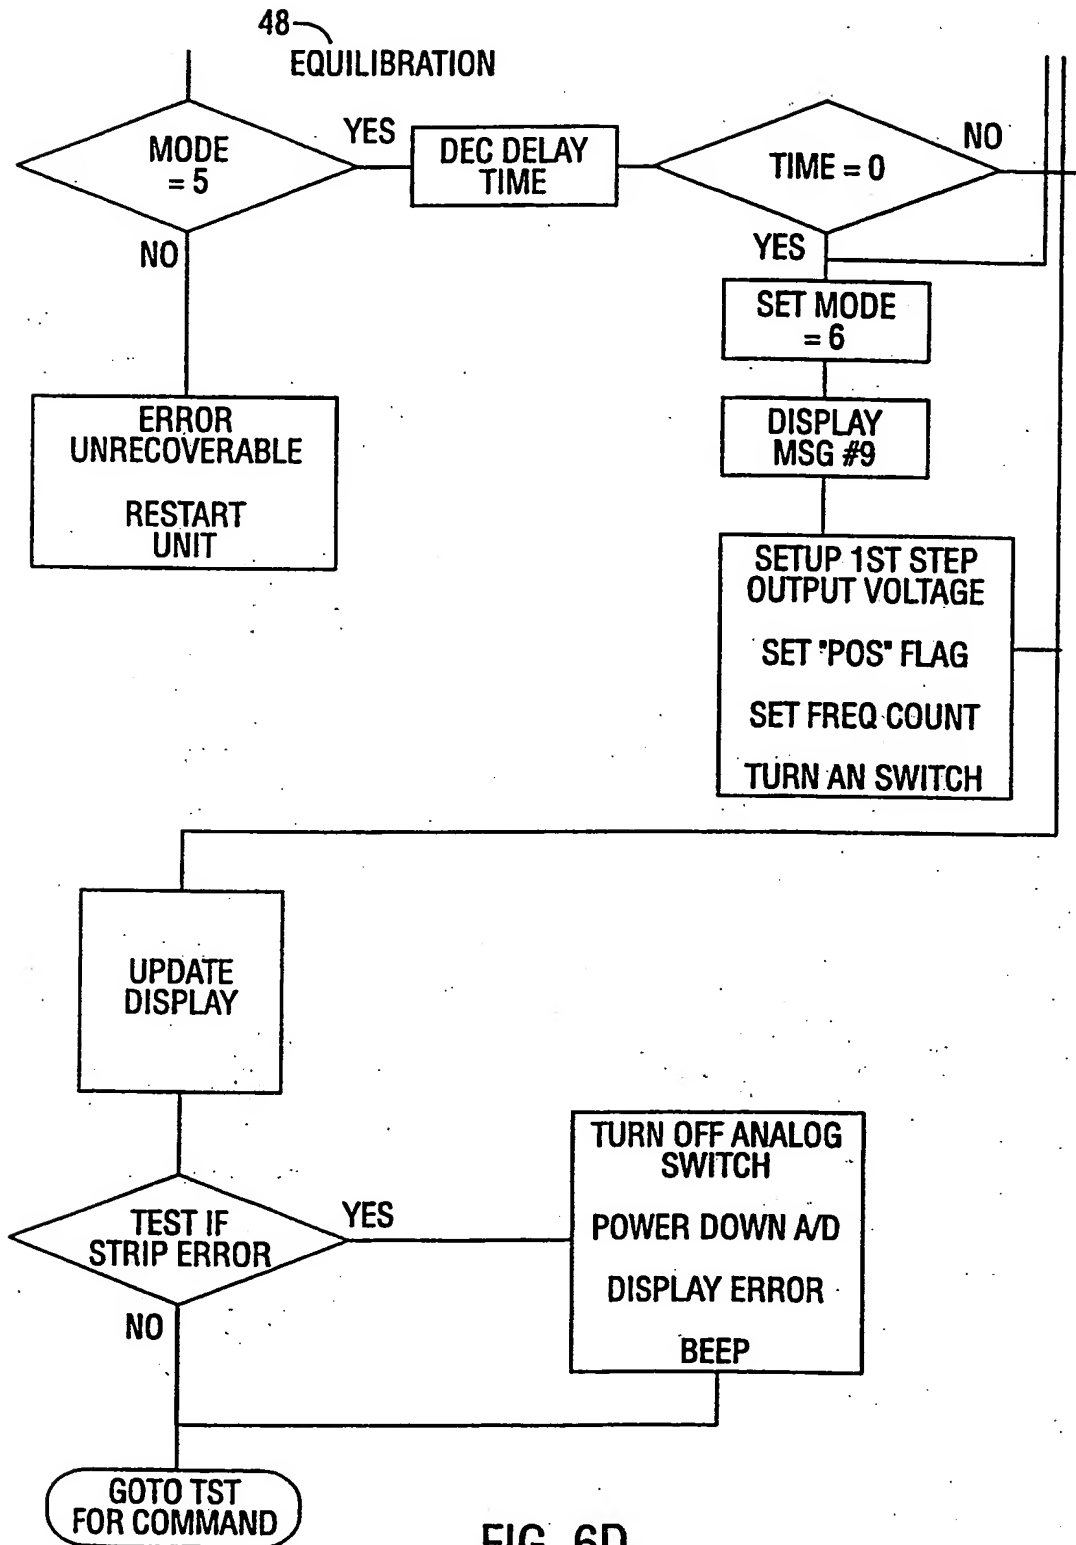 48
EQUILIBRATION
MODE
= 5
YES
DEC DELAY
TIME
TIME = 0
NO
NO
YES
SET MODE
= 6
ERROR
UNRECOVERABLE
RESTART
UNIT
DISPLAY
MSG #9
SETUP 1ST STEP
OUTPUT VOLTAGE
SET "POS" FLAG
SET FREQ COUNT
TURN AN SWITCH
UPDATE
DISPLAY
TEST IF
STRIP ERROR
YES
NO
TURN OFF ANALOG
SWITCH
POWER DOWN A/D
DISPLAY ERROR
BEEP
GOTO TST
FOR COMMAND
FIG. 6D